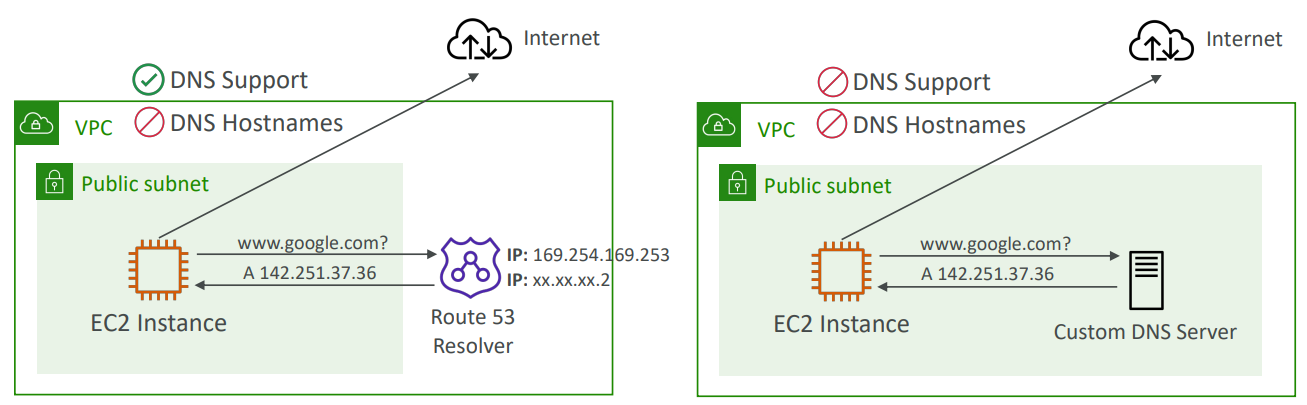 Internet
DNS Support
DNS Hostnames
VPC
Public subnet
www.google.com?
A 142.251.37.36
IP: 169.254.169.253
IP: xx.xx.xx.2
EC2 Instance
Route 53
Resolver
Internet
DNS Support
DNS Hostnames
VPC
Public subnet
www.google.com?
A 142.251.37.36
EC2 Instance
Custom DNS Server